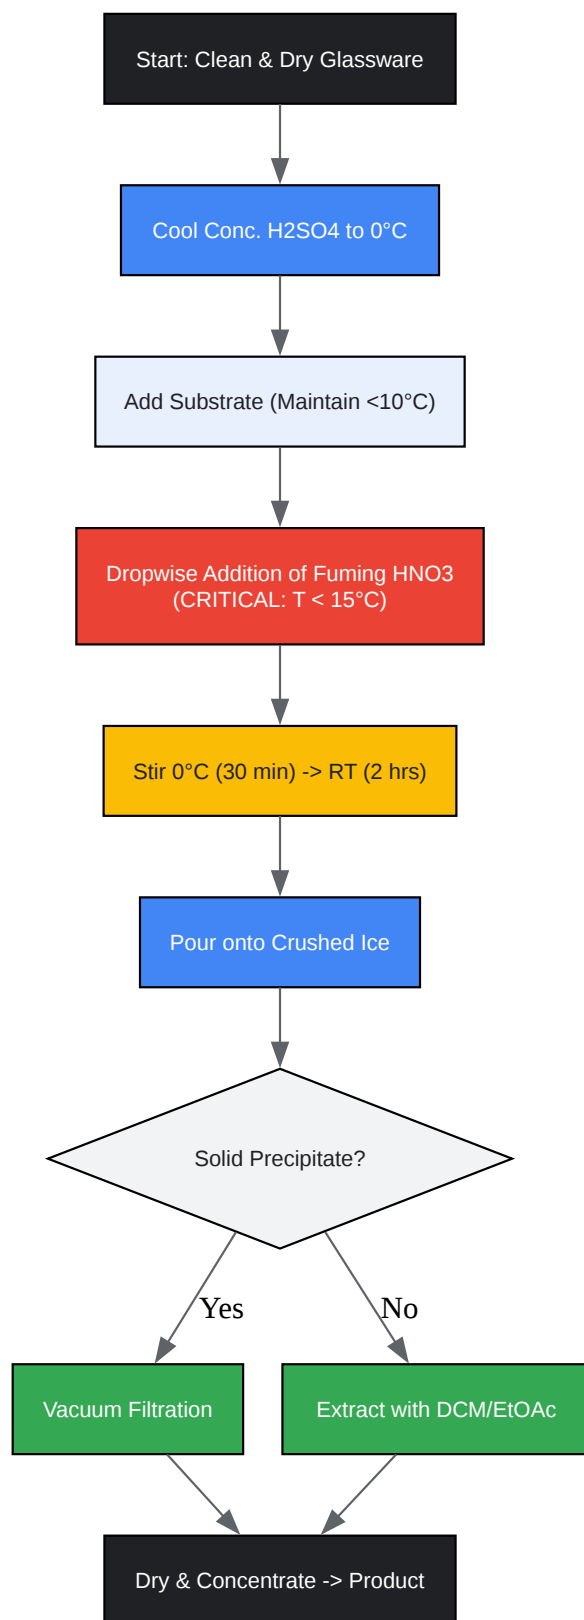 Start: Clean & Dry Glassware
Cool Conc. H2SO4 to 0°C
Add Substrate (Maintain <10°C)
Dropwise Addition of Fuming HNO3
(CRITICAL: T < 15°C)
Stir 0°C (30 min) -> RT (2 hrs)
Pour onto Crushed Ice
Solid Precipitate?
Yes
No
Vacuum Filtration
Extract with DCM/EtOAc
Dry & Concentrate -> Product